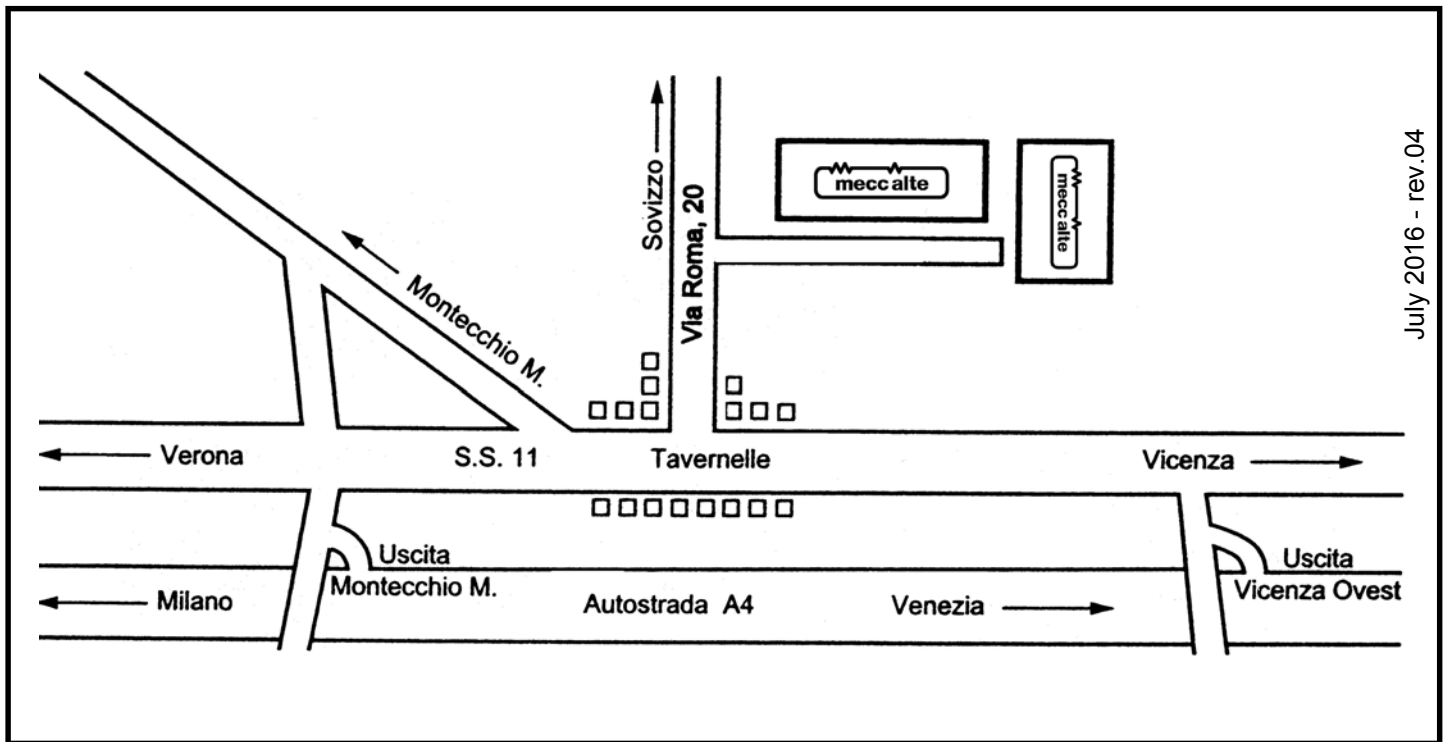 Sovizzo
Via Roma, 20
mecc alte
mecc alte
July 2016 - rev.04
Montecchio M.
Verona
S.S. 11
Tavernelle
Vicenza
Uscita
Montecchio M.
Uscita
Vicenza Ovest
Milano
Autostrada A4
Venezia